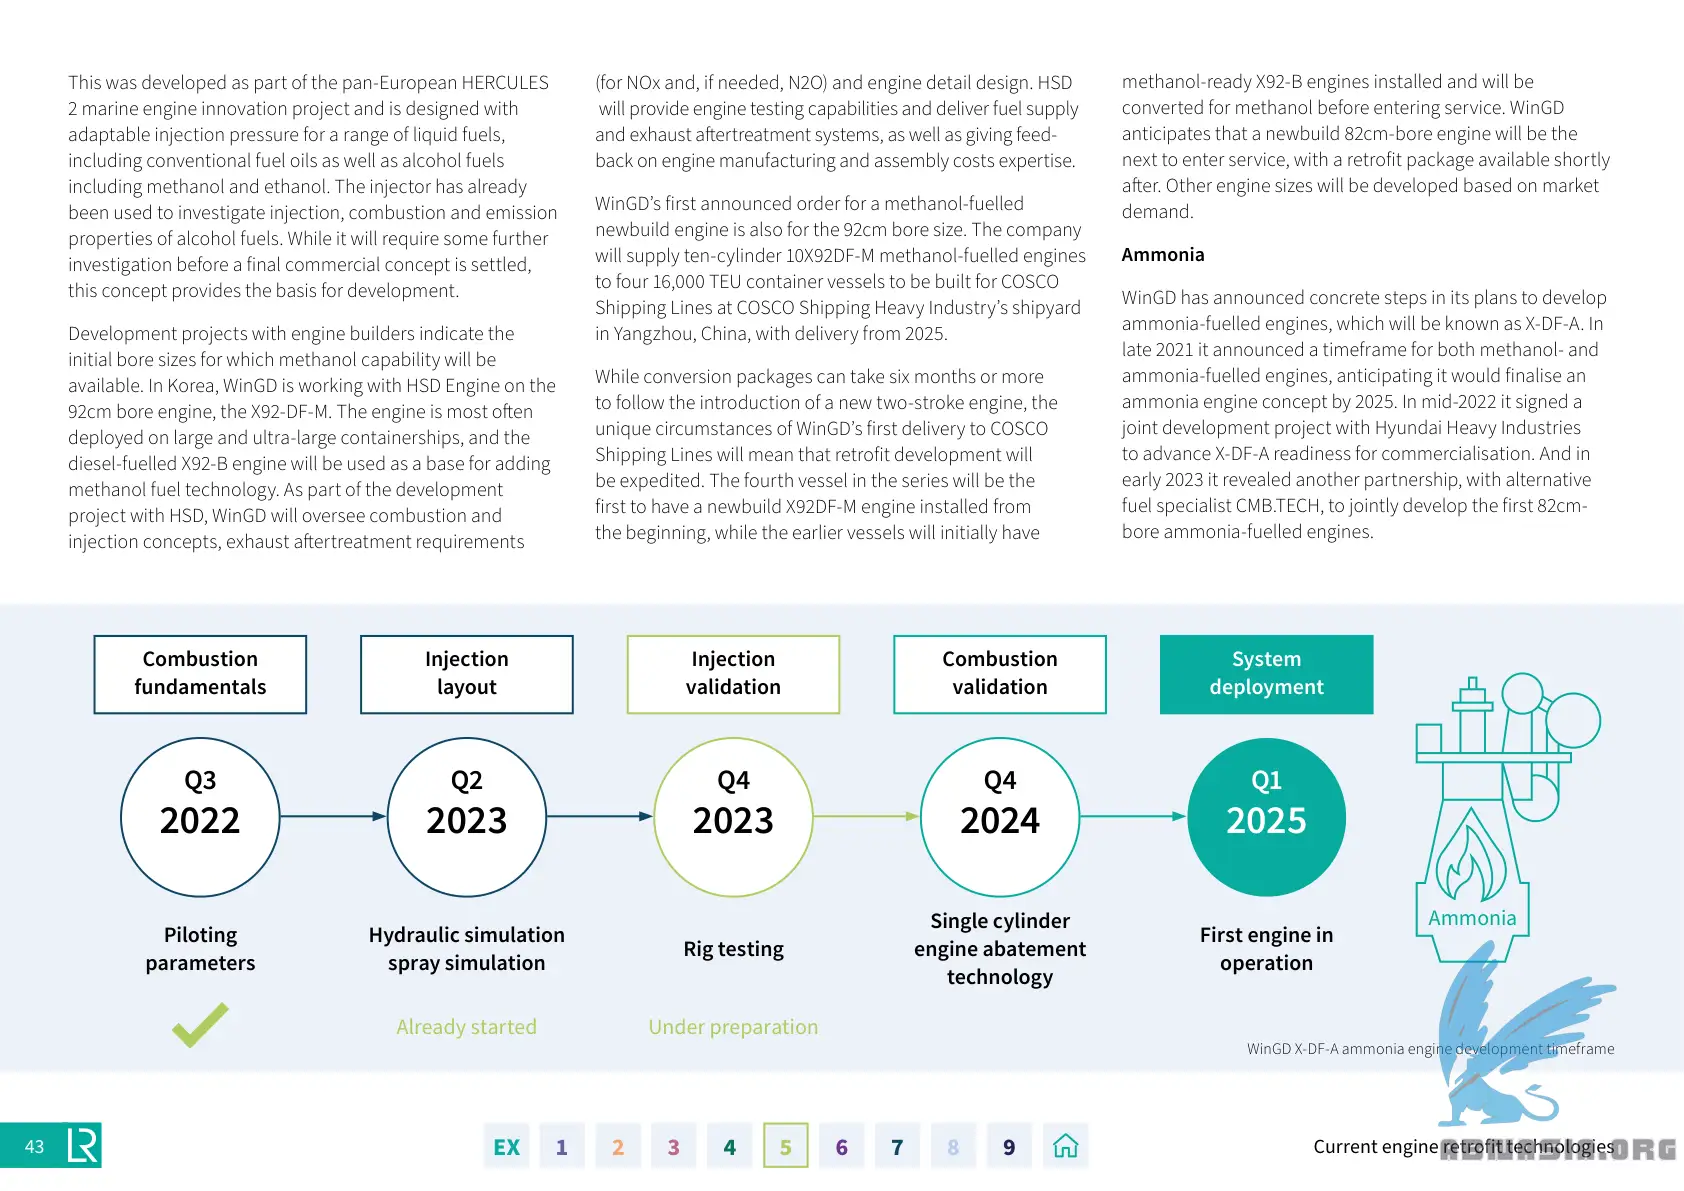 This was developed as part of the pan-European HERCULES
2 marine engine innovation project and is designed with
adaptable injection pressure for a range of liquid fuels,
including conventional fuel oils as well as alcohol fuels
including methanol and ethanol. The injector has already
been used to investigate injection, combustion and emission
properties of alcohol fuels. While it will require some further
investigation before a final commercial concept is settled,
this concept provides the basis for development.
Development projects with engine builders indicate the
initial bore sizes for which methanol capability will be
available. In Korea, WinGD is working with HSD Engine on the
92cm bore engine, the X92-DF-M. The engine is most often
deployed on large and ultra-large containerships, and the
diesel-fuelled X92-B engine will be used as a base for adding
methanol fuel technology. As part of the development
project with HSD, WinGD will oversee combustion and
injection concepts, exhaust aftertreatment requirements
(for NOx and, if needed, N2O) and engine detail design. HSD
will provide engine testing capabilities and deliver fuel supply
and exhaust aftertreatment systems, as well as giving feed-
back on engine manufacturing and assembly costs expertise.
WinGD’s first announced order for a methanol-fuelled
newbuild engine is also for the 92cm bore size. The company
will supply ten-cylinder 10X92DF-M methanol-fuelled engines
to four 16,000 TEU container vessels to be built for COSCO
Shipping Lines at COSCO Shipping Heavy Industry’s shipyard
in Yangzhou, China, with delivery from 2025.
While conversion packages can take six months or more
to follow the introduction of a new two-stroke engine, the
unique circumstances of WinGD’s first delivery to COSCO
Shipping Lines will mean that retrofit development will
be expedited. The fourth vessel in the series will be the
first to have a newbuild X92DF-M engine installed from
the beginning, while the earlier vessels will initially have
methanol-ready X92-B engines installed and will be
converted for methanol before entering service. WinGD
anticipates that a newbuild 82cm-bore engine will be the
next to enter service, with a retrofit package available shortly
after. Other engine sizes will be developed based on market
demand.
Ammonia
WinGD has announced concrete steps in its plans to develop
ammonia-fuelled engines, which will be known as X-DF-A. In
late 2021 it announced a timeframe for both methanol- and
ammonia-fuelled engines, anticipating it would finalise an
ammonia engine concept by 2025. In mid-2022 it signed a
joint development project with Hyundai Heavy Industries
to advance X-DF-A readiness for commercialisation. And in
early 2023 it revealed another partnership, with alternative
fuel specialist CMB.TECH, to jointly develop the first 82cm-
bore ammonia-fuelled engines.
Combustion
fundamentals
Injection
layout
Injection
validation
Combustion
validation
System
deployment
Q3
2022
Q2
2023
Q4
2023
Q4
2024
Q1
2025
Piloting
parameters
Hydraulic simulation
spray simulation
Rig testing
Single cylinder
engine abatement
technology
First engine in
operation
Ammonia
Already started
Under preparation
WinGD X-DF-A ammonia engine development timeframe
43
LR
EX 1 2 3 4 5 6 7 8 9
Current engine retrofit technologies